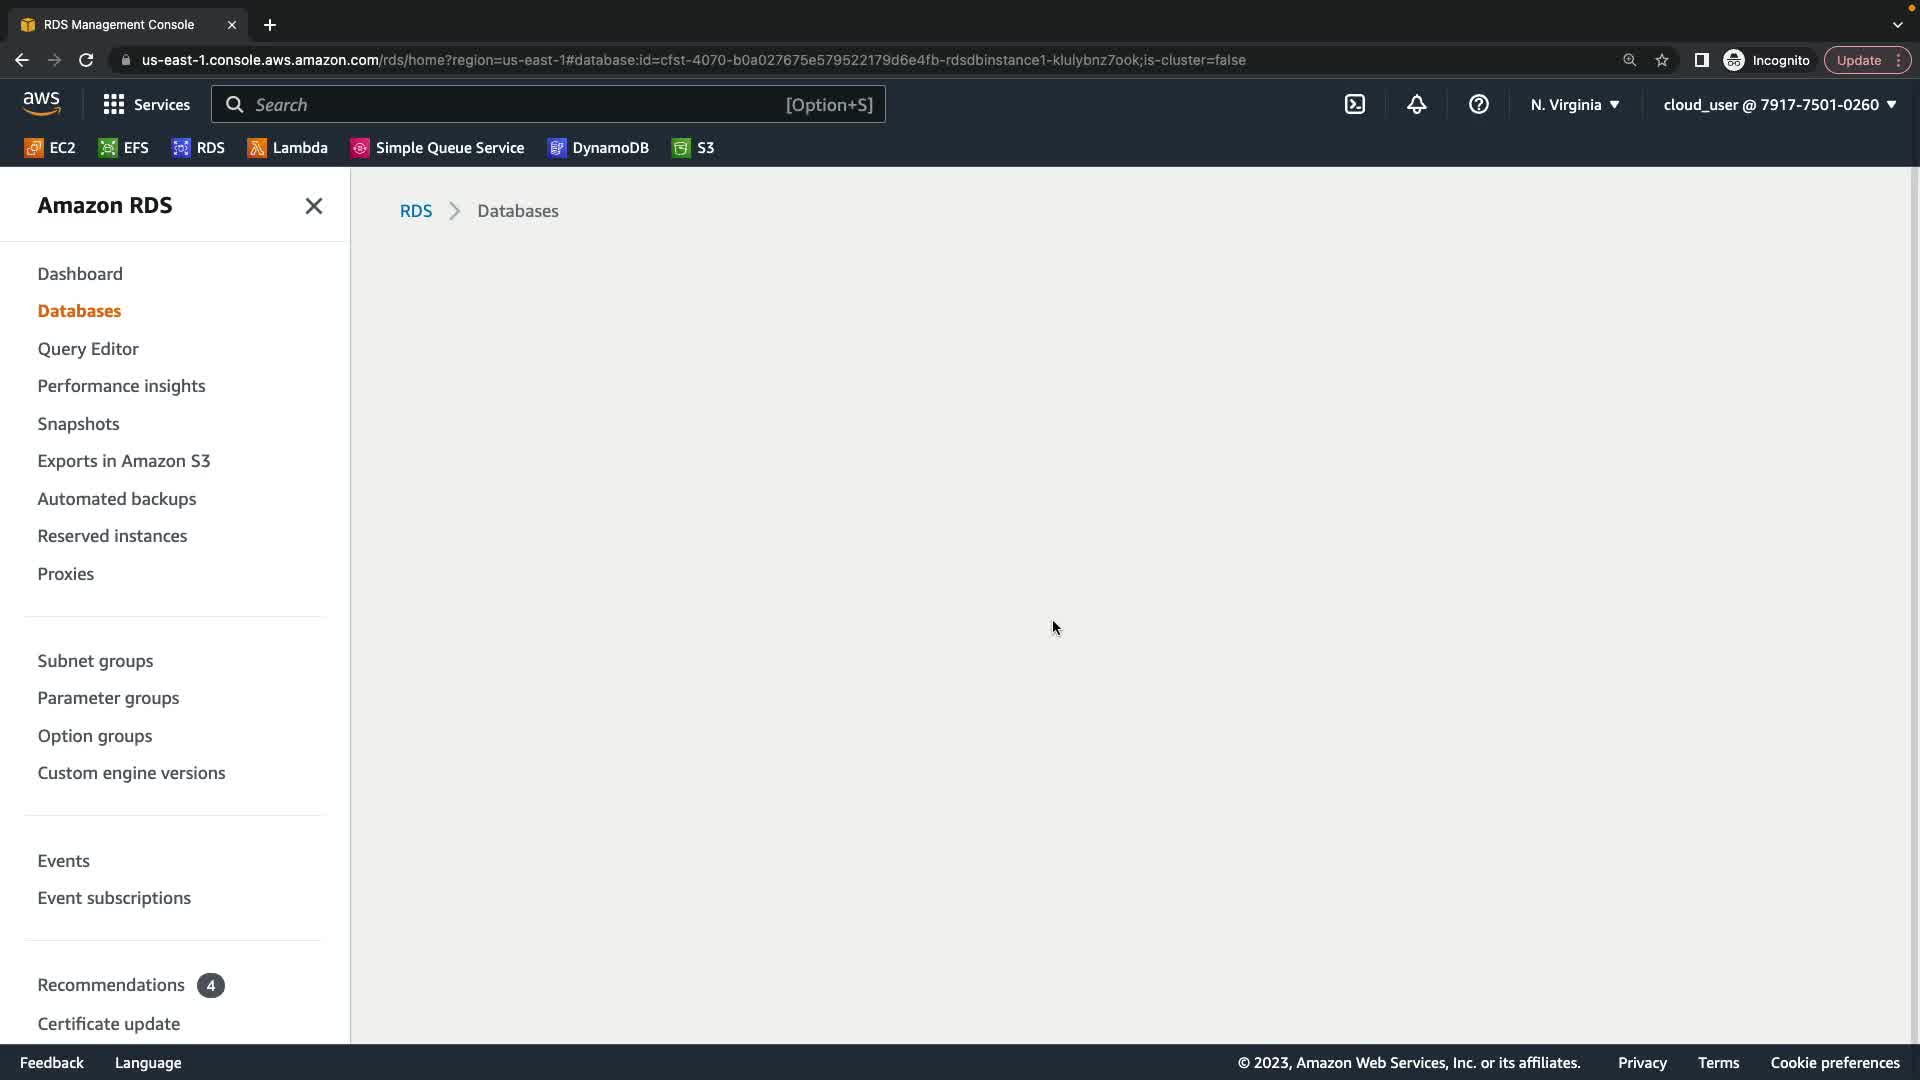 RDS Management Console
us-east-1.console.aws.amazon.com/rds/home?region=us-east-1#database:id=cfst-4070-b0a027675e579522179d6e4fb-rdsdbinstance1-klulybnz7ook;is-cluster=false
Incognito
Update
aws
Services
Search
[Option+S]
N. Virginia
cloud_user @ 7917-7501-0260
EC2
EFS
RDS
Lambda
Simple Queue Service
DynamoDB
S3
Amazon RDS
RDS
Databases
Dashboard
Databases
Query Editor
Performance insights
Snapshots
Exports in Amazon S3
Automated backups
Reserved instances
Proxies
Subnet groups
Parameter groups
Option groups
Custom engine versions
Events
Event subscriptions
Recommendations 4
Certificate update
Feedback
Language
© 2023, Amazon Web Services, Inc. or its affiliates.
Privacy
Terms
Cookie preferences